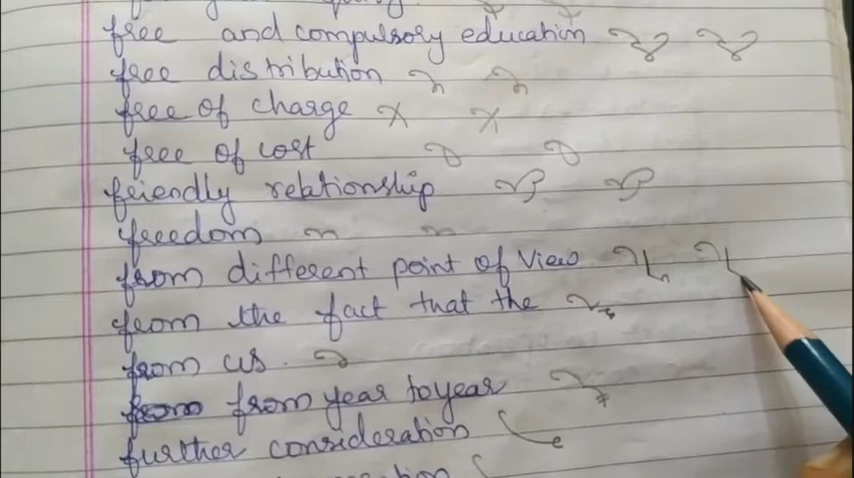 free and compulsory education
free distribution
free of charge
free of cost
friendly relationship
freedom
from different point of view
from the fact that the
from us.
from year to year
further consideration